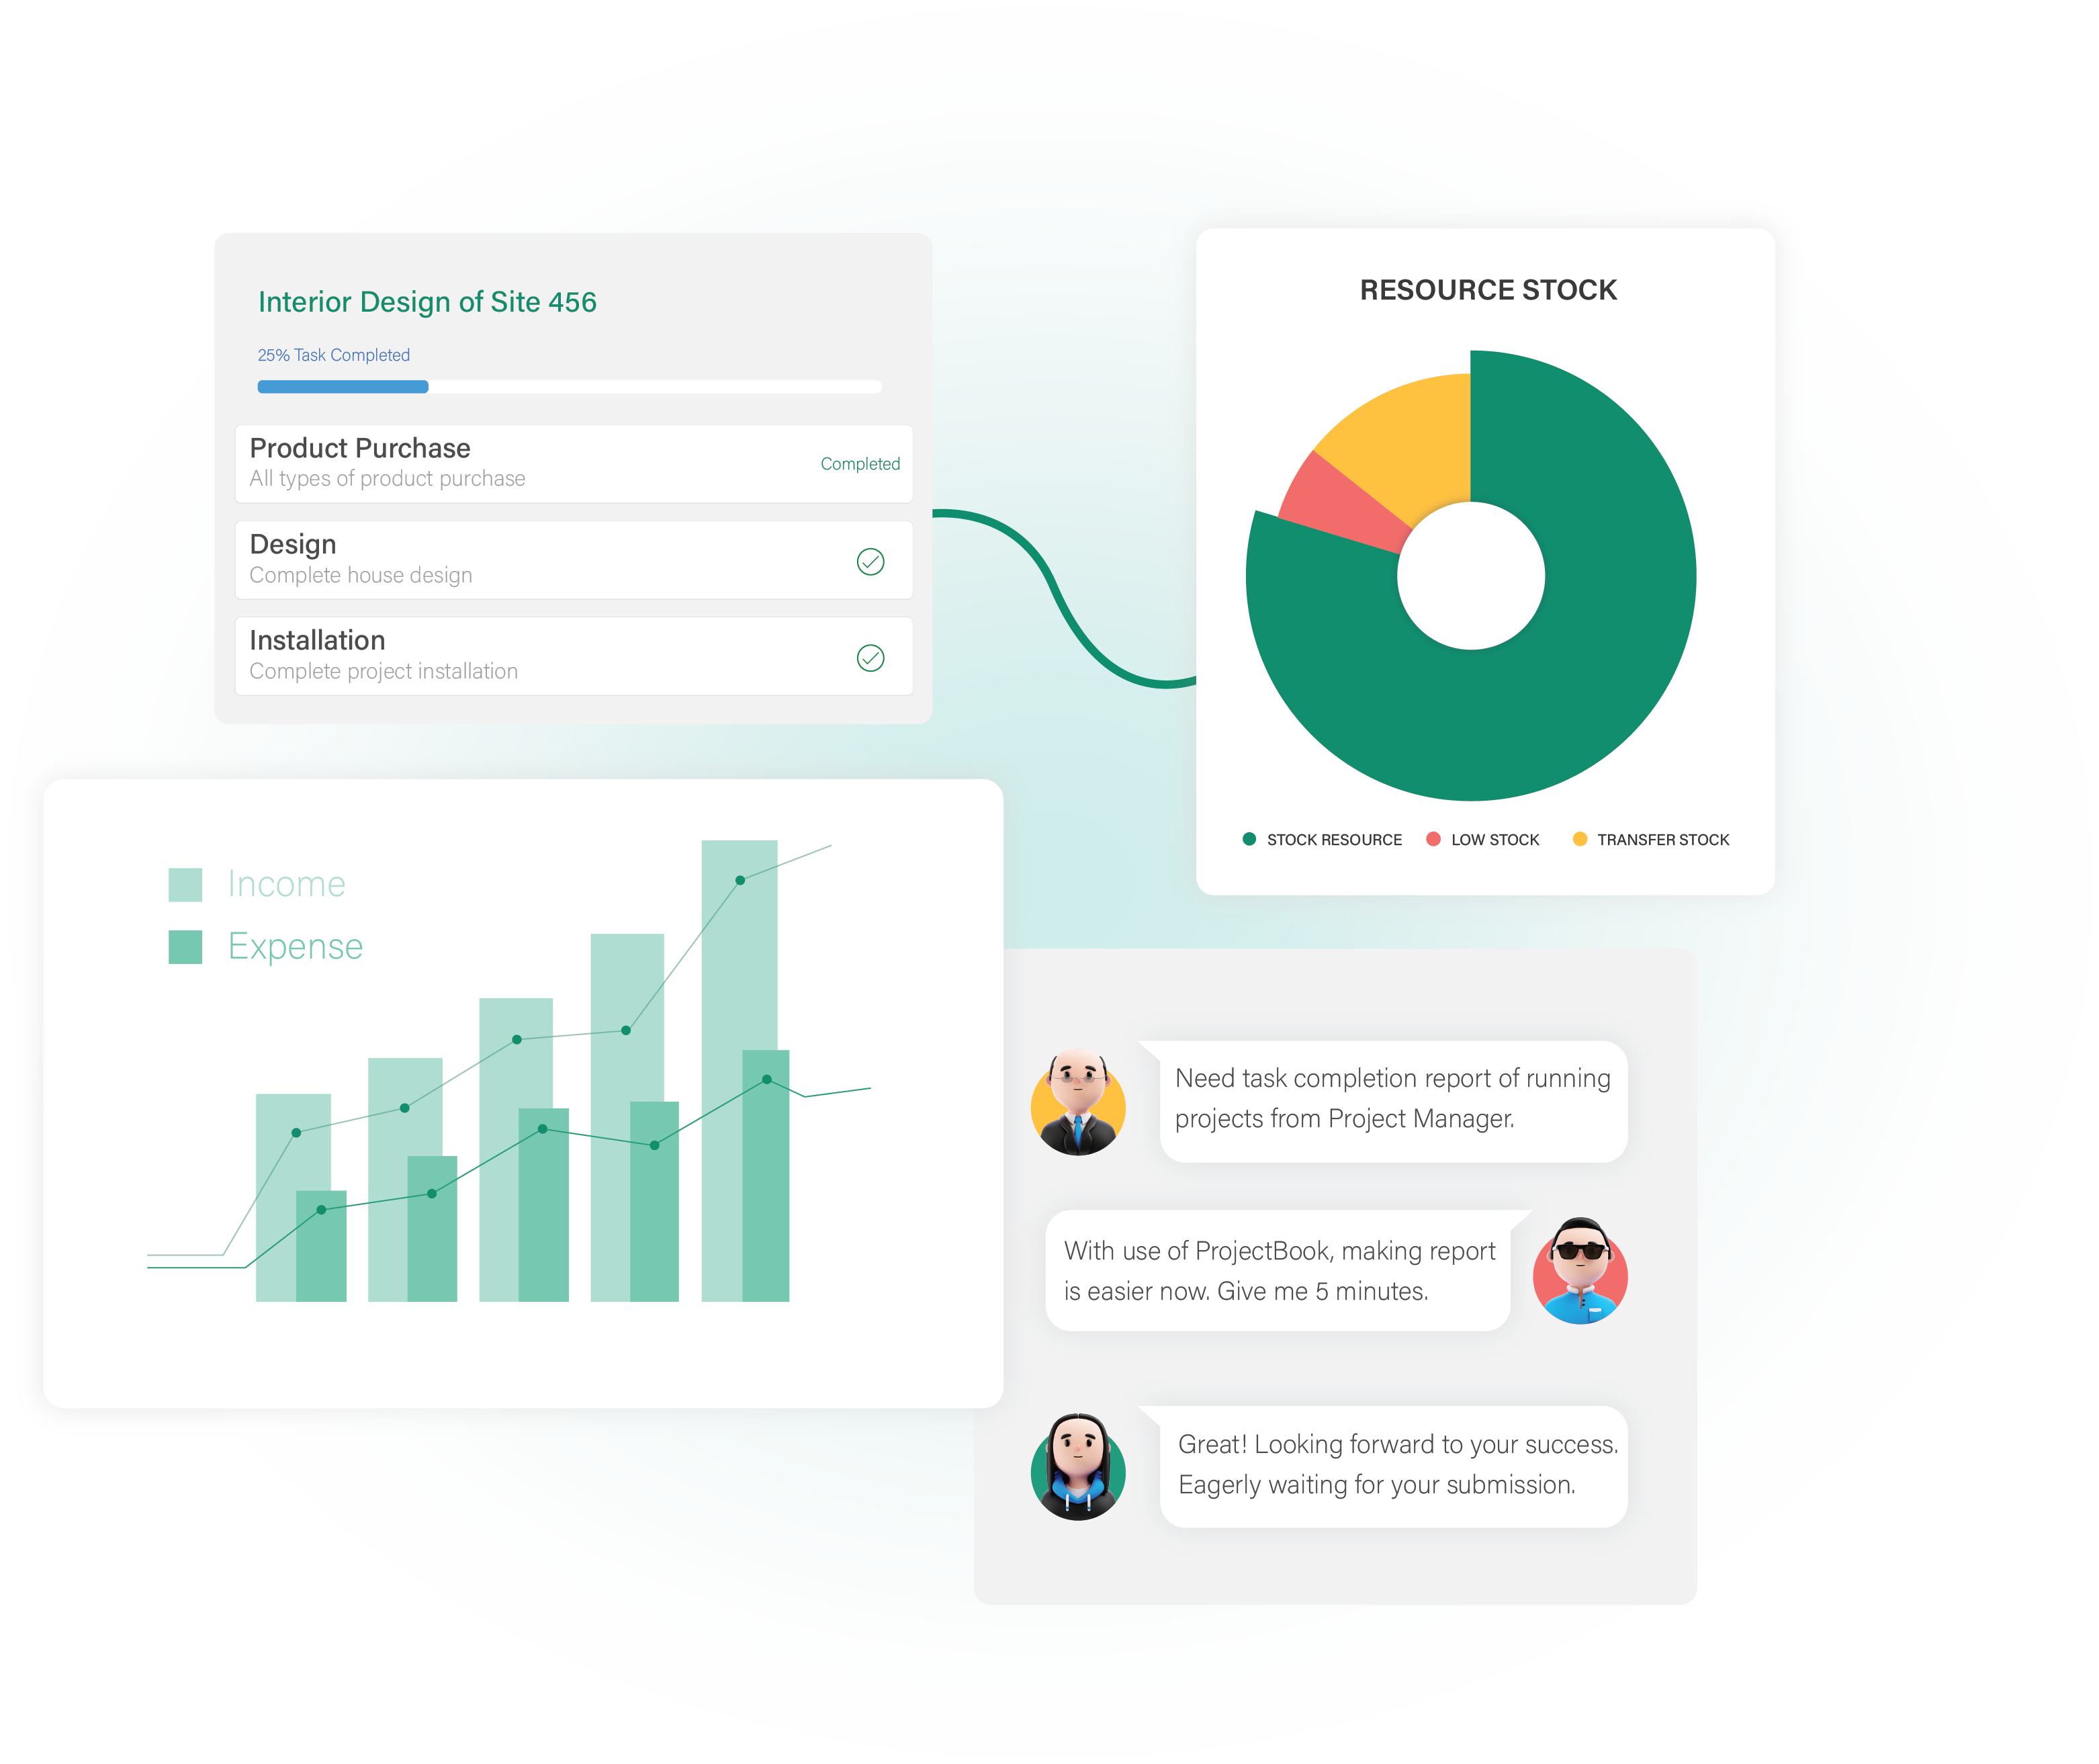 Interior Design of Site 456
25% Task Completed
Product Purchase
All types of product purchase
Completed
Design
Complete house design
Installation
Complete project installation
RESOURCE STOCK
STOCK RESOURCE
LOW STOCK
TRANSFER STOCK
Income
Expense
Need task completion report of running
projects from Project Manager.
With use of ProjectBook, making report
is easier now. Give me 5 minutes.
Great! Looking forward to your success.
Eagerly waiting for your submission.